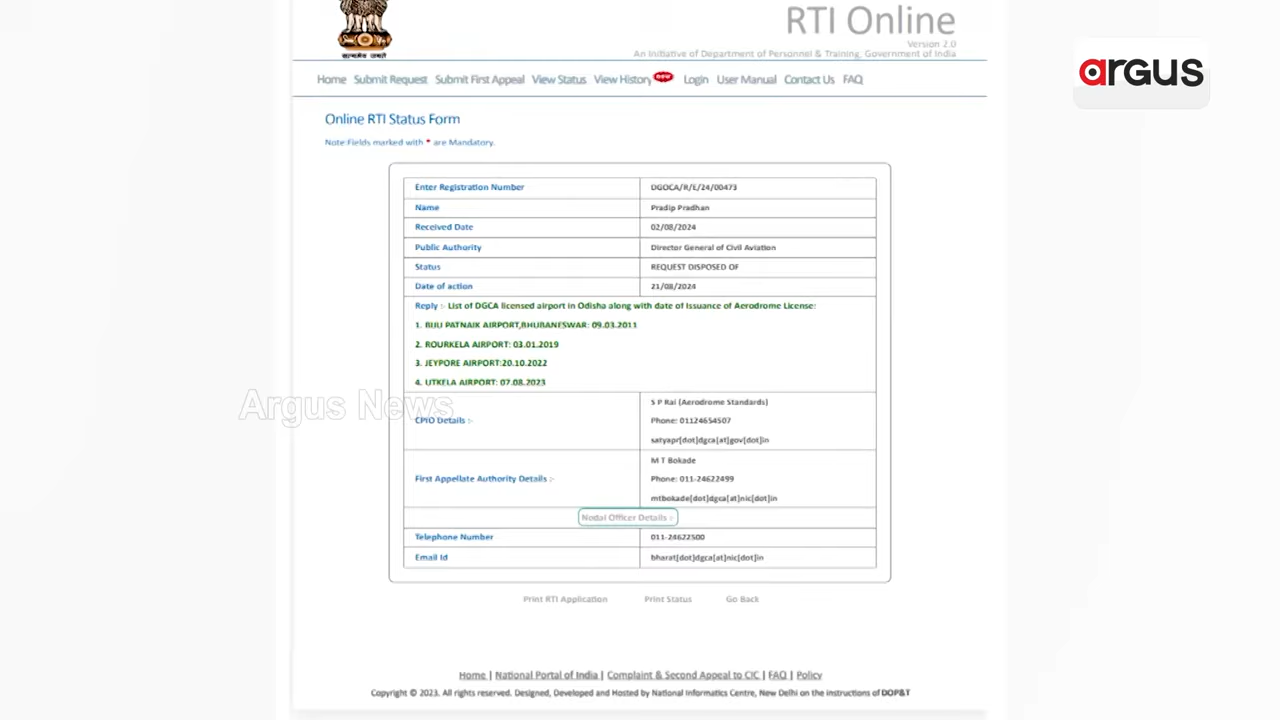 सत्यमेव जयते
RTI Online
Version 2.0
An Initiative of Department of Personnel & Training, Government of India
argus
Home Submit Request Submit First Appeal View Status View History new Login User Manual Contact Us FAQ
Online RTI Status Form
Note:Fields marked with * are Mandatory.
Enter Registration Number DGOCA/R/E/24/00473
Name Pradip Pradhan
Received Date 02/08/2024
Public Authority Director General of Civil Aviation
Status REQUEST DISPOSED OF
Date of action 21/08/2024
Reply :- List of DGCA licensed airport in Odisha along with date of Issuance of Aerodrome License:
1. BIJU PATNAIK AIRPORT,BHUBANESWAR: 09.03.2011
2. ROURKELA AIRPORT: 03.01.2019
3. JEYPORE AIRPORT:20.10.2022
4. UTKELA AIRPORT: 07.08.2023
Argus News
CPIO Details :-
S P Rai (Aerodrome Standards)
Phone: 01124654507
satyapr[dot]dgca[at]gov[dot]in
First Appellate Authority Details :-
M T Bokade
Phone: 011-24622499
mtbokade[dot]dgca[at]nic[dot]in
Nodal Officer Details :-
Telephone Number 011-24622500
Email Id bharat[dot]dgca[at]nic[dot]in
Print RTI Application Print Status Go Back
Home | National Portal of India | Complaint & Second Appeal to CIC | FAQ | Policy
Copyright © 2023. All rights reserved. Designed, Developed and Hosted by National Informatics Centre, New Delhi on the instructions of DOP&T